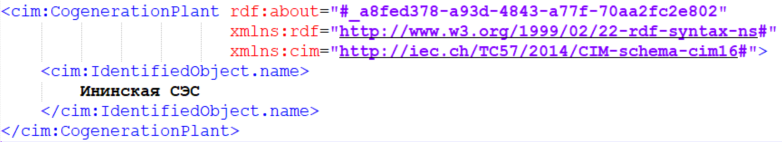 <cim:CogenerationPlant rdf:about="#_a8fed378-a93d-4843-a77f-70aa2fc2e802"
xmlns:rdf="http://www.w3.org/1999/02/22-rdf-syntax-ns#"
xmlns:cim="http://iec.ch/TC57/2014/CIM-schema-cim16#">
<cim:IdentifiedObject.name>
Ининская СЭС
</cim:IdentifiedObject.name>
</cim:CogenerationPlant>